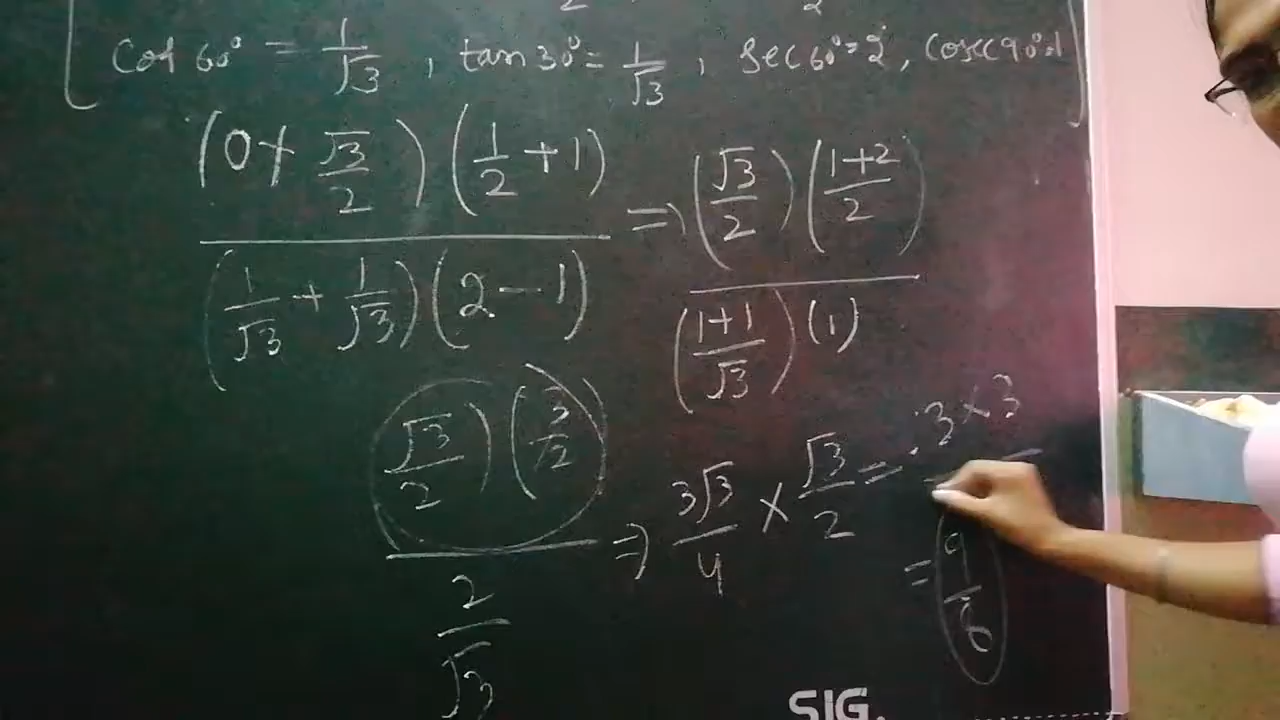 2 2
Cot 60° = 1/√3, tan 30° = 1/√3, Sec 60° = 2, Cosec 90° = 1
(0 + √3/2) (1/2 + 1) / (1/√3 + 1/√3) (2 - 1) ⇒ (√3/2) (1+2/2) / (1+1/√3) (1)
(√3/2) (3/2) / 2/√3 ⇒ 3√3/4 × √3/2 = 3 × 3
= 9/8
SIG.